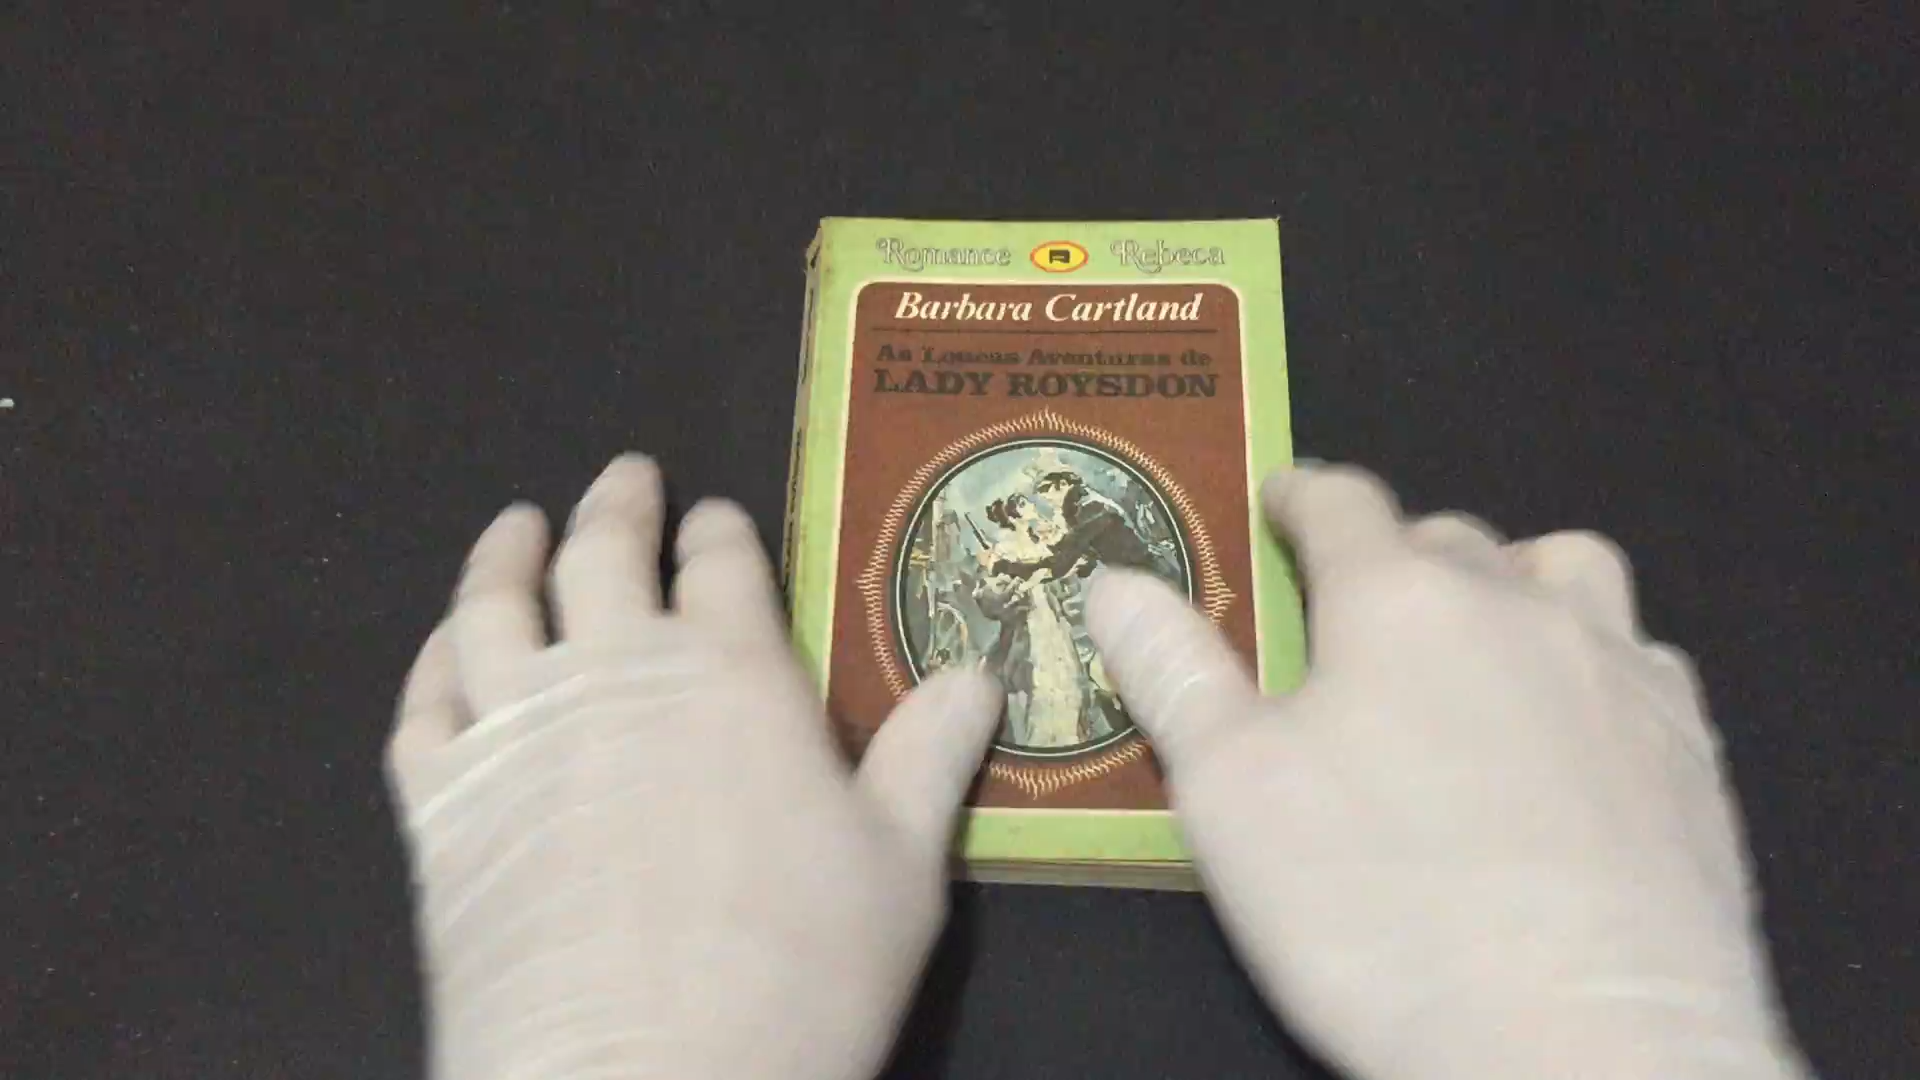 Romance R Rebeca
Barbara Cartland
As Loucas Aventuras de
LADY ROYSDON